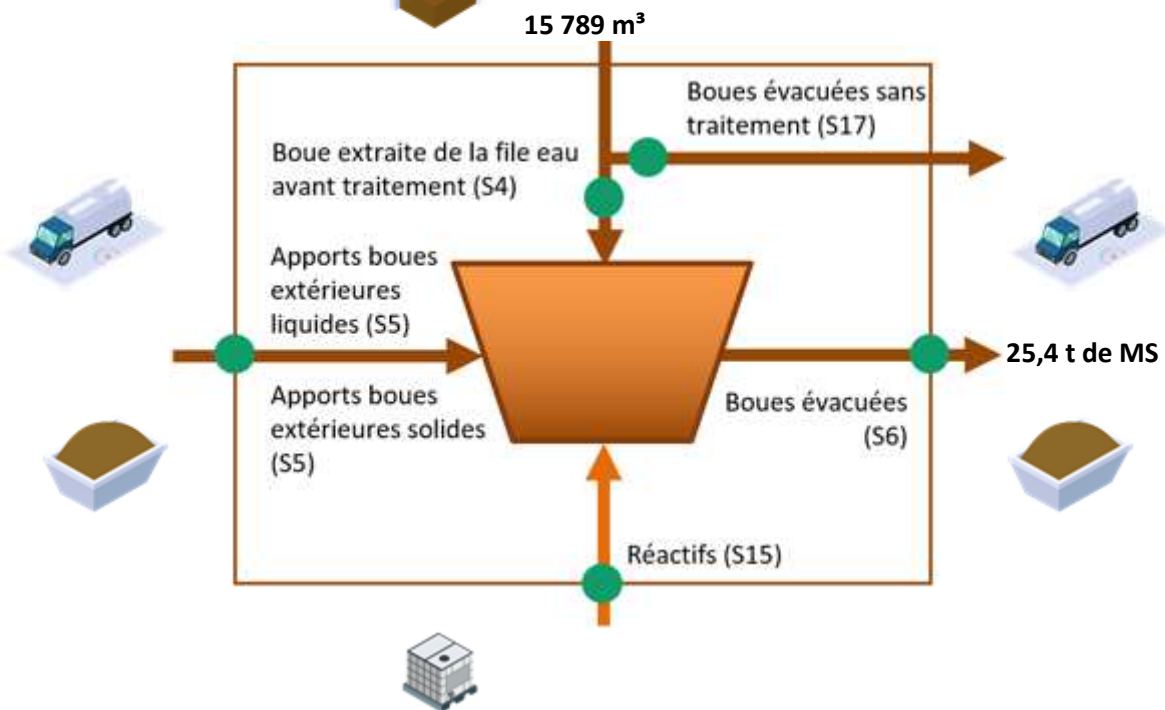 15 789 m³
Boues évacuées sans
traitement (S17)
Boue extraite de la file eau
avant traitement (S4)
Apports boues
extérieures
liquides (S5)
25,4 t de MS
Apports boues
extérieures solides
(S5)
Boues évacuées
(S6)
Réactifs (S15)